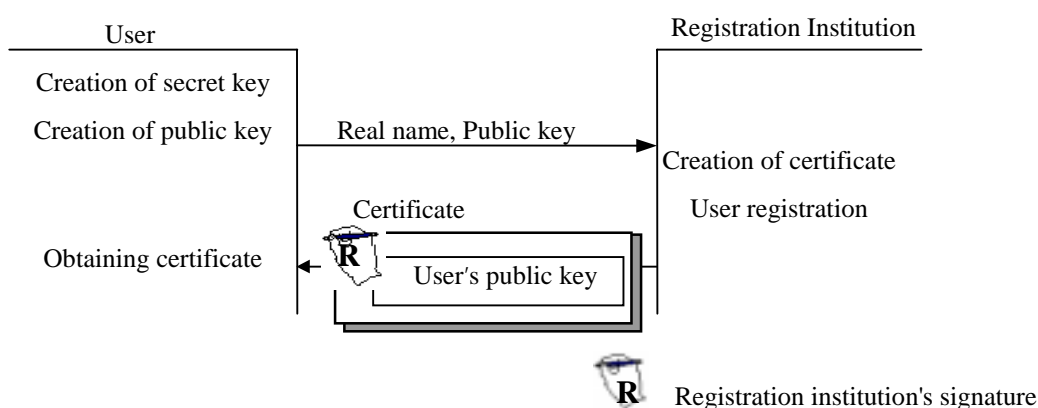 User
Registration Institution
Creation of secret key
Creation of public key
Real name, Public key
Creation of certificate
User registration
Certificate
R
User′s public key
Obtaining certificate
R
Registration institution's signature